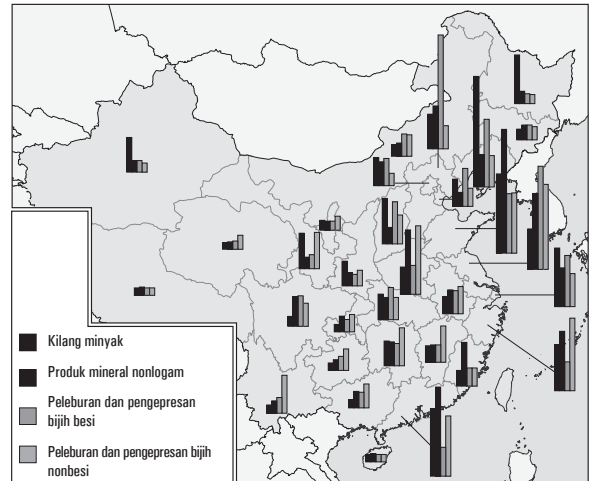 Kilang minyak
Produk mineral nonlogam
Peleburan dan pengepresan
bijih besi
Peleburan dan pengepresan bijih
nonbesi